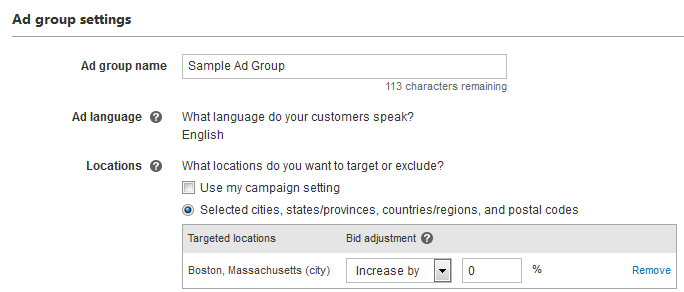 Ad group settings
Ad group name Sample Ad Group
113 characters remaining
Ad language ? What language do your customers speak?
English
Locations ? What locations do you want to target or exclude?
Use my campaign setting
Selected cities, states/provinces, countries/regions, and postal codes
Targeted locations Bid adjustment ?
Boston, Massachusetts (city) Increase by 0 % Remove